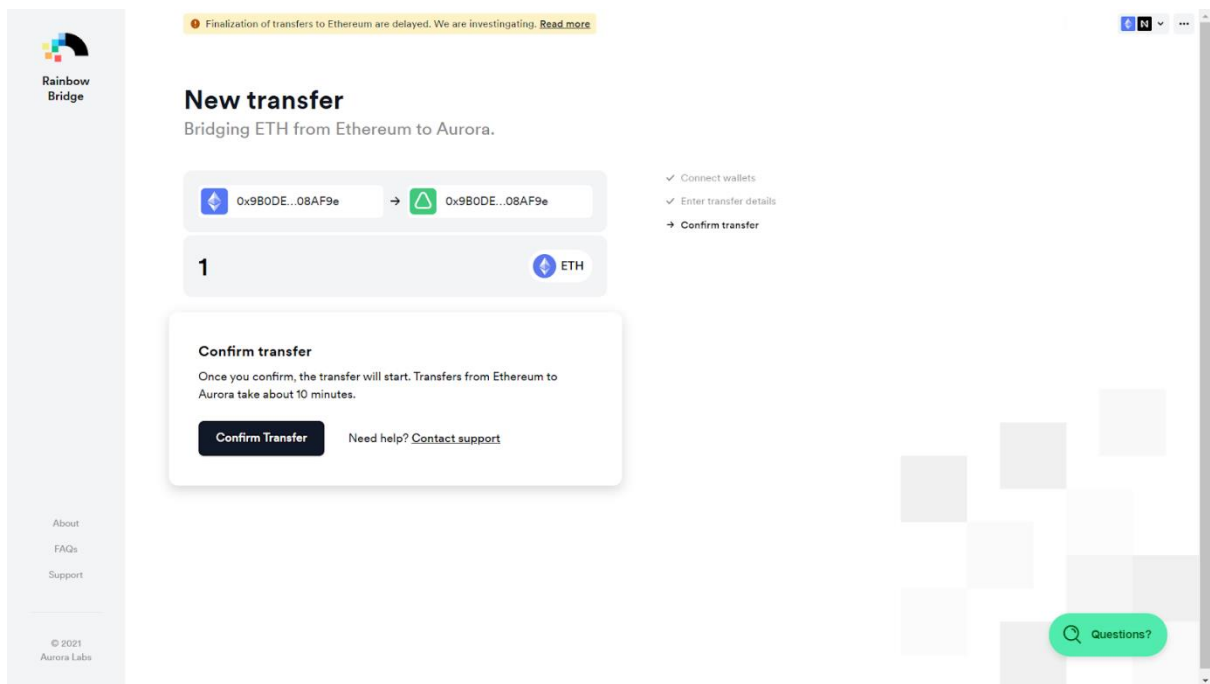 Finalization of transfers to Ethereum are delayed. We are investingating. Read more
Rainbow
Bridge
New transfer
Bridging ETH from Ethereum to Aurora.
0x9B0DE...08AF9e → 0x9B0DE...08AF9e
1 ETH
✓ Connect wallets
✓ Enter transfer details
→ Confirm transfer
Confirm transfer
Once you confirm, the transfer will start. Transfers from Ethereum to
Aurora take about 10 minutes.
Confirm Transfer Need help? Contact support
About
FAQs
Support
© 2021
Aurora Labs
Questions?